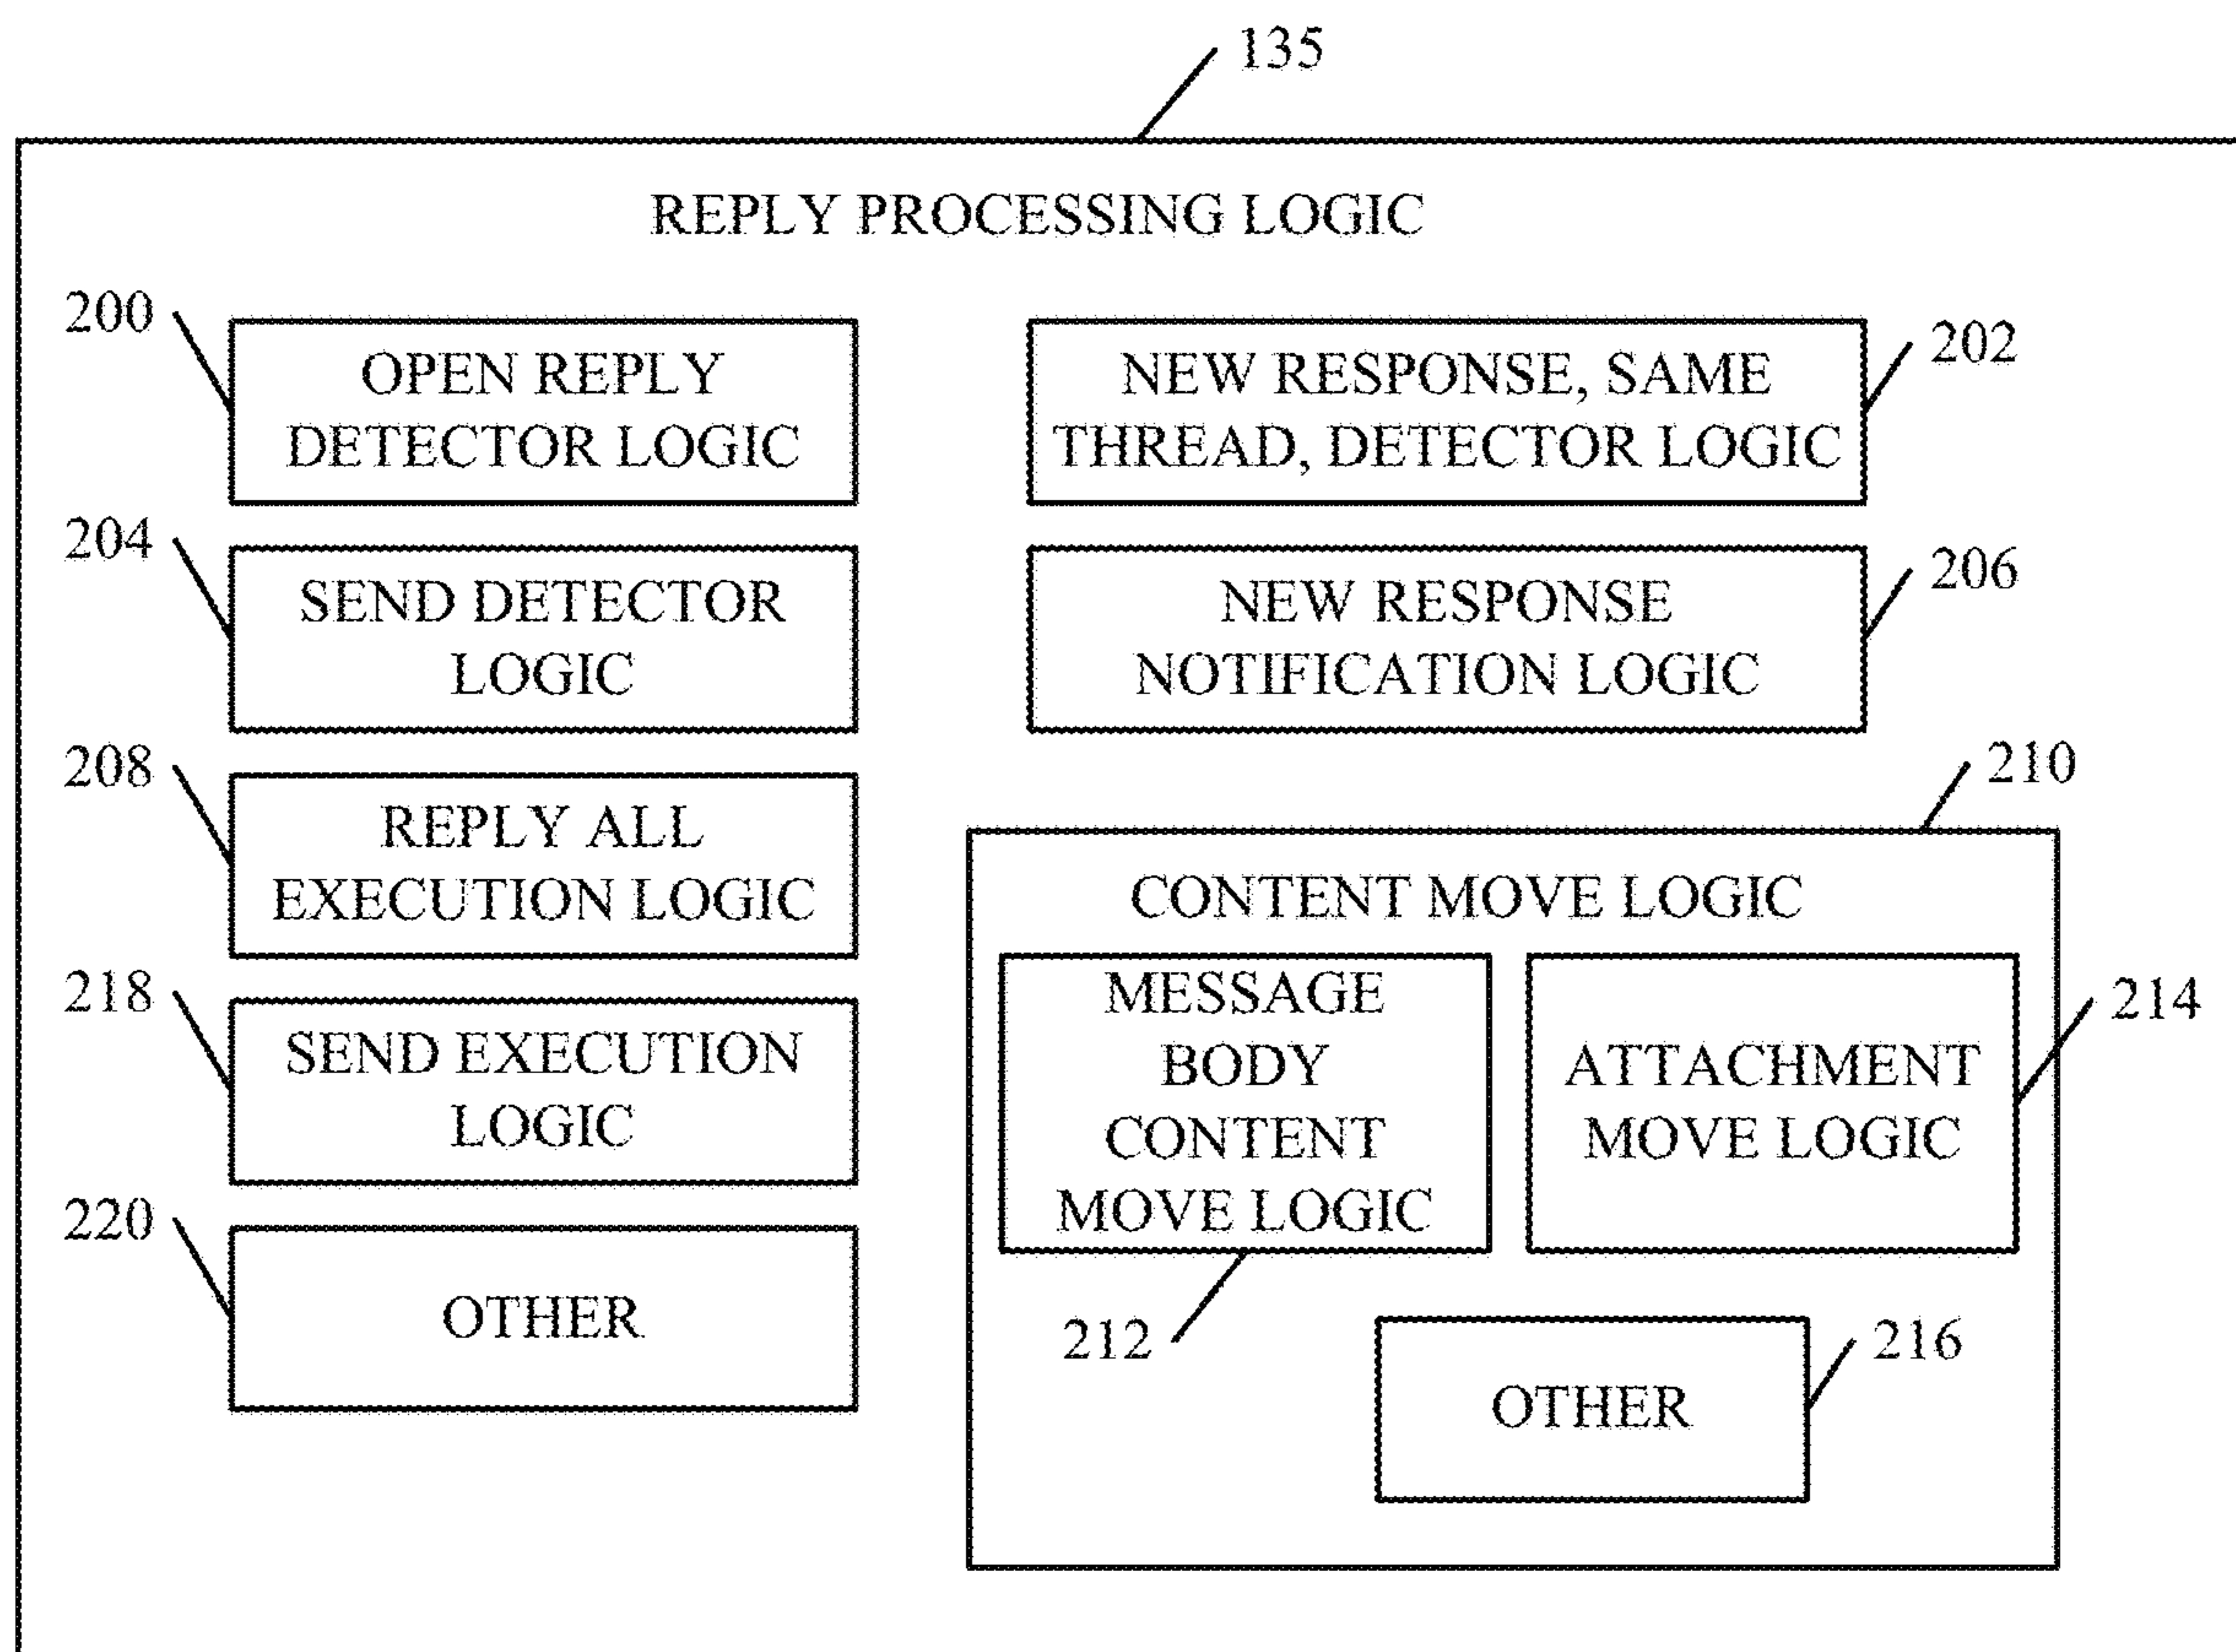 135
REPLY PROCESSING LOGIC
200
OPEN REPLY
DETECTOR LOGIC
NEW RESPONSE, SAME
THREAD, DETECTOR LOGIC
202
204
SEND DETECTOR
LOGIC
NEW RESPONSE
NOTIFICATION LOGIC
206
208
REPLY ALL
EXECUTION LOGIC
210
CONTENT MOVE LOGIC
MESSAGE
BODY
CONTENT
MOVE LOGIC
212
ATTACHMENT
MOVE LOGIC
214
OTHER
216
218
SEND EXECUTION
LOGIC
220
OTHER